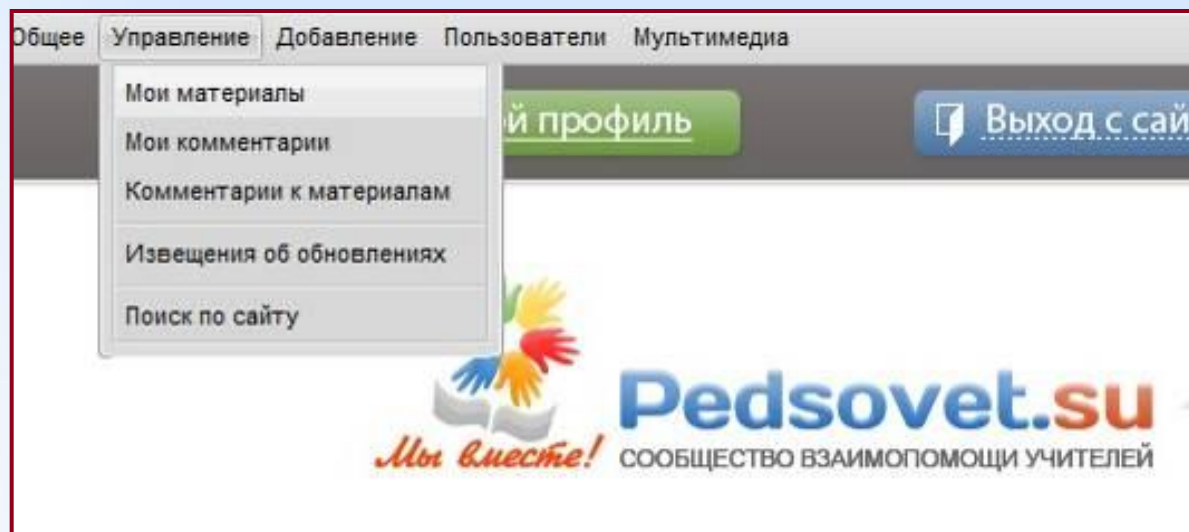 Общее Управление Добавление Пользователи Мультимедиа
Мои материалы
й профиль
Выход с сай
Мои комментарии
Комментарии к материалам
Извещения об обновлениях
Поиск по сайту
Pedsovet.su
Мы вместе!
СООБЩЕСТВО ВЗАИМОПОМОЩИ УЧИТЕЛЕЙ